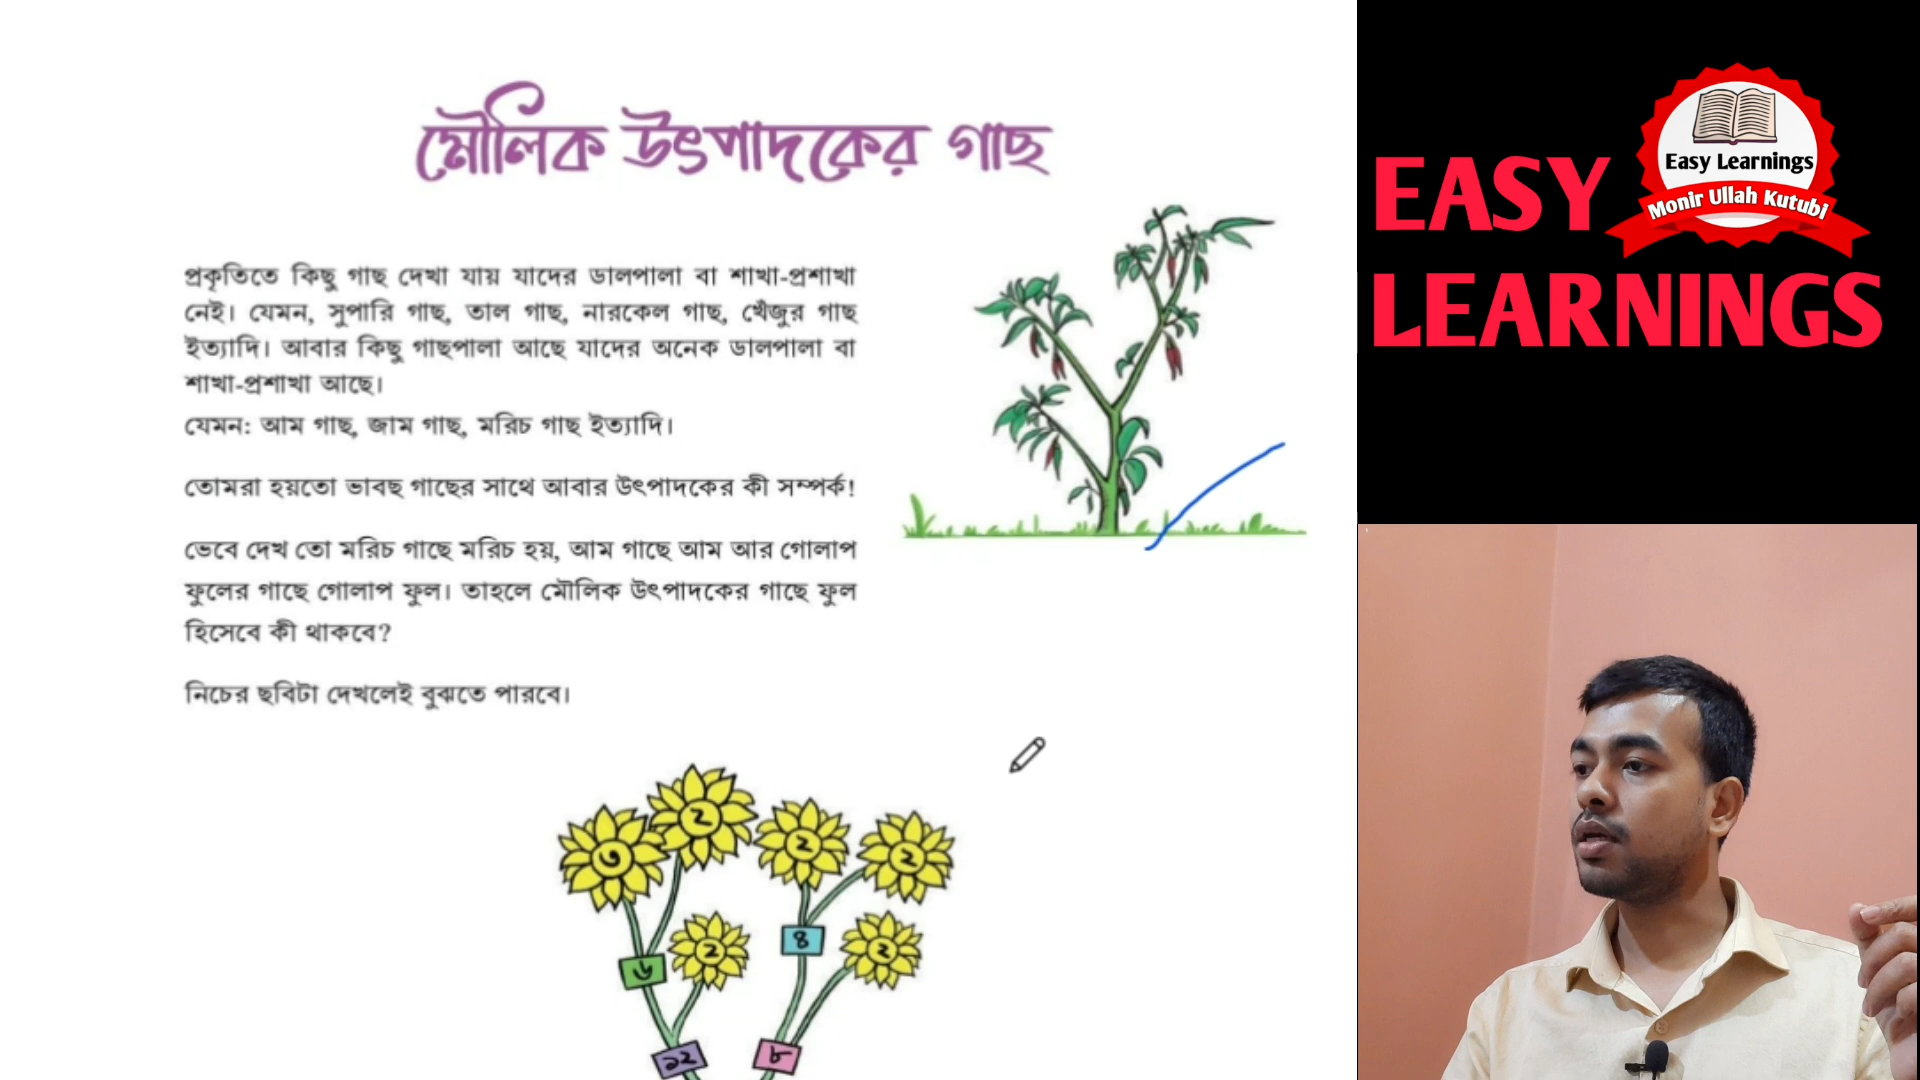 মৌলিক উৎপাদকের গাছ
প্রকৃতিতে কিছু গাছ দেখা যায় যাদের ডালপালা বা শাখা-প্রশাখা
নেই। যেমন, সুপারি গাছ, তাল গাছ, নারকেল গাছ, খেঁজুর গাছ
ইত্যাদি। আবার কিছু গাছপালা আছে যাদের অনেক ডালপালা বা
শাখা-প্রশাখা আছে।
যেমন: আম গাছ, জাম গাছ, মরিচ গাছ ইত্যাদি।
তোমরা হয়তো ভাবছ গাছের সাথে আবার উৎপাদকের কী সম্পর্ক!
ভেবে দেখ তো মরিচ গাছে মরিচ হয়, আম গাছে আম আর গোলাপ
ফুলের গাছে গোলাপ ফুল। তাহলে মৌলিক উৎপাদকের গাছে ফুল
হিসেবে কী থাকবে?
নিচের ছবিটা দেখলেই বুঝতে পারবে।
৩ ২ ২ ২
৬ ২ ৪ ২
১২ ৮
EASY
LEARNINGS
Easy Learnings
Monir Ullah Kutubi